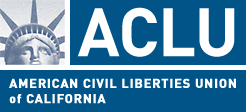 ACLU
AMERICAN CIVIL LIBERTIES UNION
of CALIFORNIA